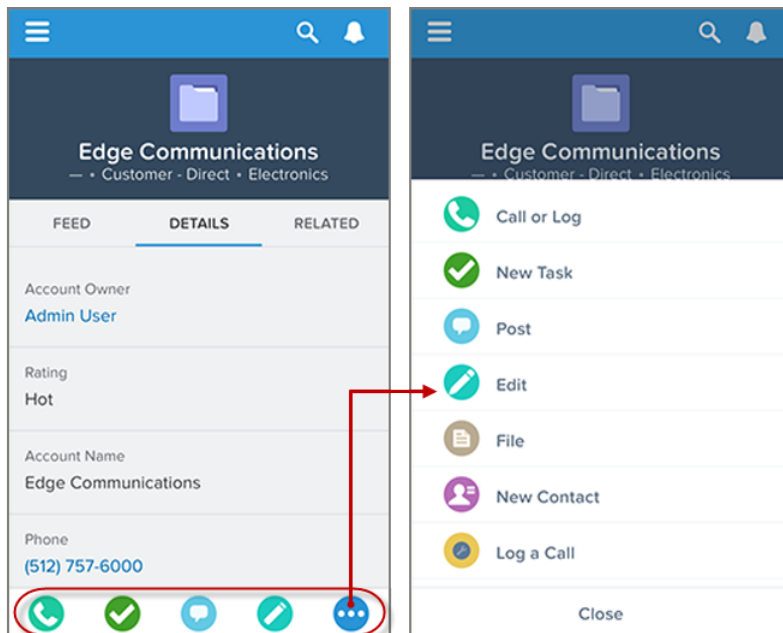 Edge Communications
— • Customer - Direct • Electronics
FEED DETAILS RELATED
Account Owner
Admin User
Rating
Hot
Account Name
Edge Communications
Phone
(512) 757-6000
Edge Communications
— • Customer - Direct • Electronics
Call or Log
New Task
Post
Edit
File
New Contact
Log a Call
Close